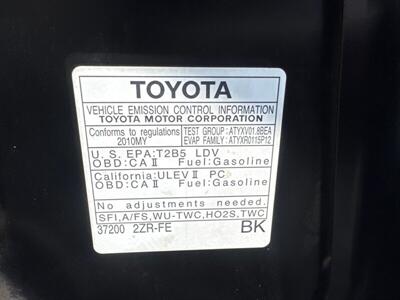 TOYOTA
VEHICLE EMISSION CONTROL INFORMATION
TOYOTA MOTOR CORPORATION
Conforms to regulations
2010MY
TEST GROUP: ATYXV01.8BEA
EVAP FAMILY: ATYXR0115P12
U. S. EPA:T2B5 LDV
OBD:CA II Fuel:Gasoline
California:ULEV II PC
OBD:CA II Fuel:Gasoline
No adjustments needed.
SFI,A/FS,WU-TWC,HO2S,TWC
37200 2ZR-FE BK